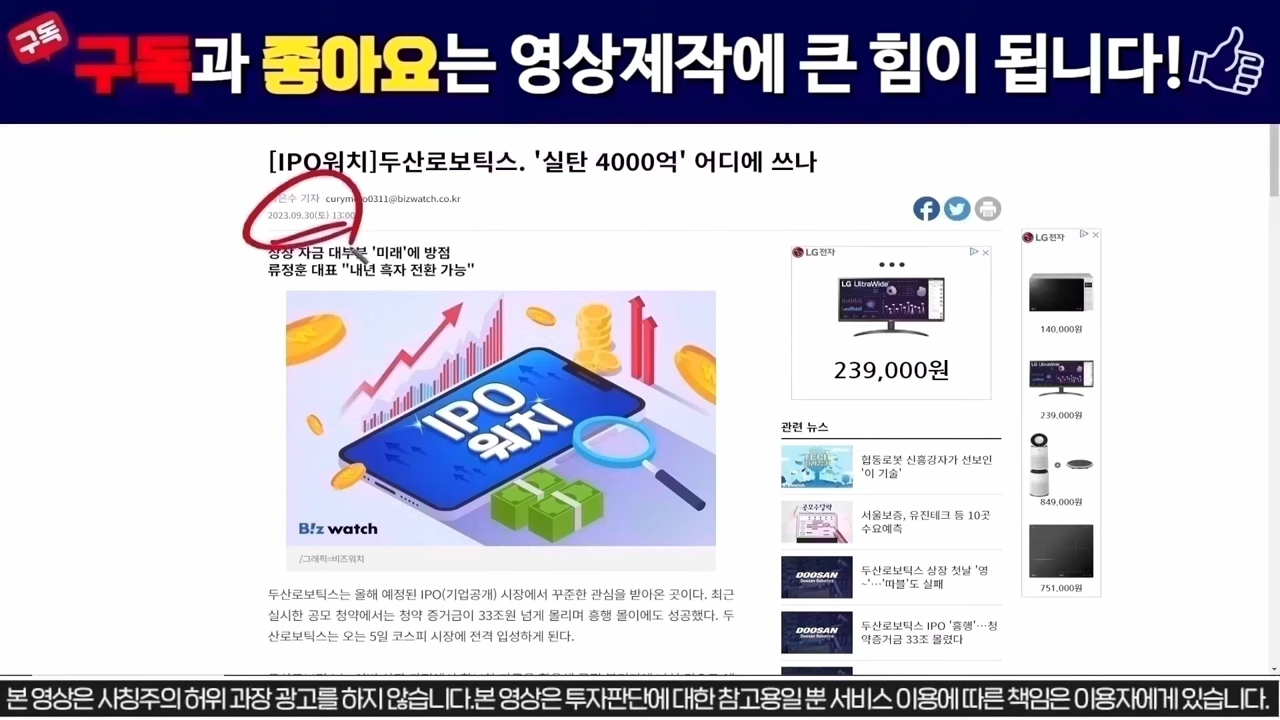 구독
구독과 좋아요는 영상제작에 큰 힘이 됩니다!
[IPO워치]두산로보틱스. '실탄 4000억' 어디에 쓰나
은수 기자
2023.09.30(토) 13:00
상장 자금 대부분 '미래'에 방점
류정훈 대표 "내년 흑자 전환 가능"
IPO
워치
B!z watch
/그래픽=비즈워치
두산로보틱스는 올해 예정된 IPO(기업공개) 시장에서 꾸준한 관심을 받아온 곳이다. 최근
실시한 공모 청약에서는 청약 증거금이 33조원 넘게 몰리며 흥행 몰이에도 성공했다. 두
산로보틱스는 오는 5일 코스피 시장에 전격 입성하게 된다.
LG전자
LG UltraWide
239,000원
관련 뉴스
협동로봇 신흥강자가 선보인
'이 기술'
공모주달력
서울보증, 유진테크 등 10곳
수요예측
DOOSAN
Doosan Robotics
두산로보틱스 상장 첫날 '영
~'…'따블'도 실패
DOOSAN
Doosan Robotics
두산로보틱스 IPO '흥행'…청
약증거금 33조 몰렸다
LG전자
140,000원
239,000원
849,000원
751,000원
본 영상은 사칭주의 허위 과장 광고를 하지 않습니다.본 영상은 투자판단에 대한 참고용일 뿐 서비스 이용에 따른 책임은 이용자에게 있습니다.